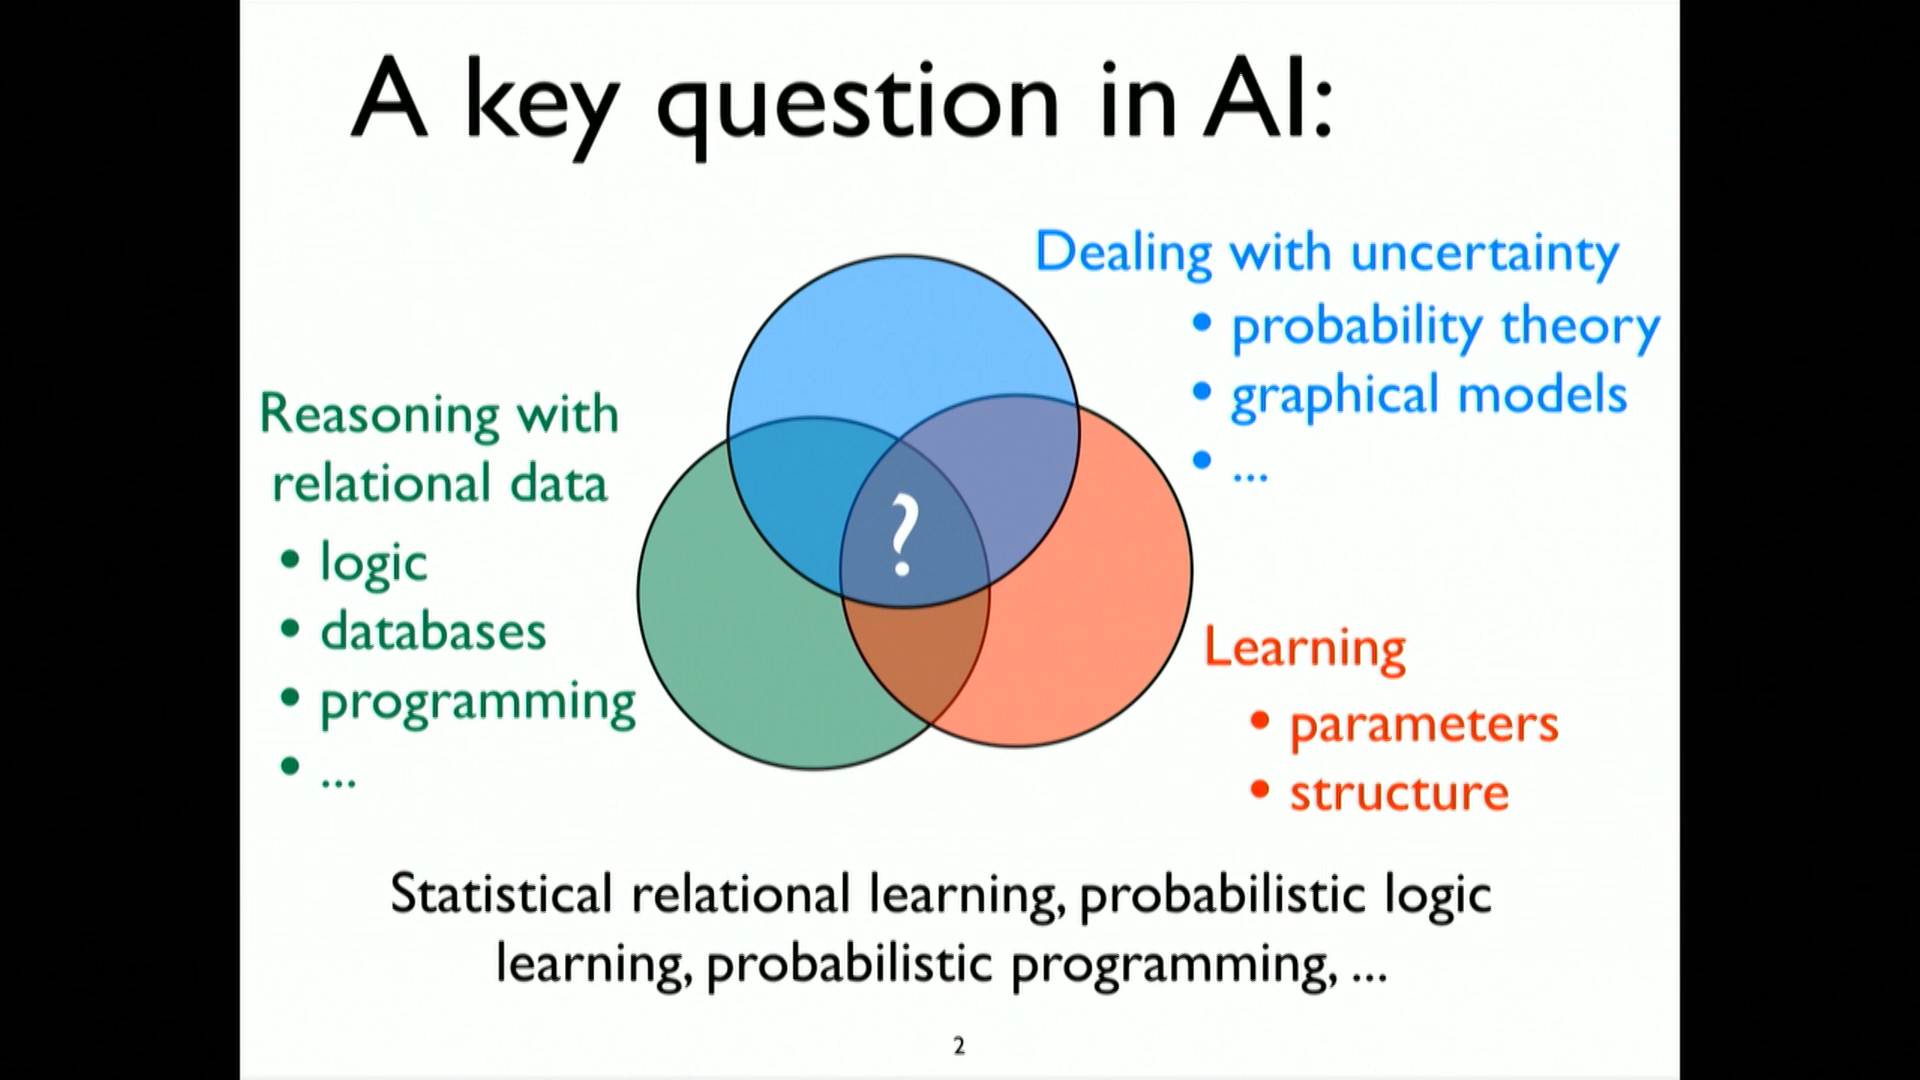 A key question in AI:
Dealing with uncertainty
• probability theory
• graphical models
• ...
Reasoning with
relational data
• logic
• databases
• programming
• ...
?
Learning
• parameters
• structure
Statistical relational learning, probabilistic logic
learning, probabilistic programming, ...
2